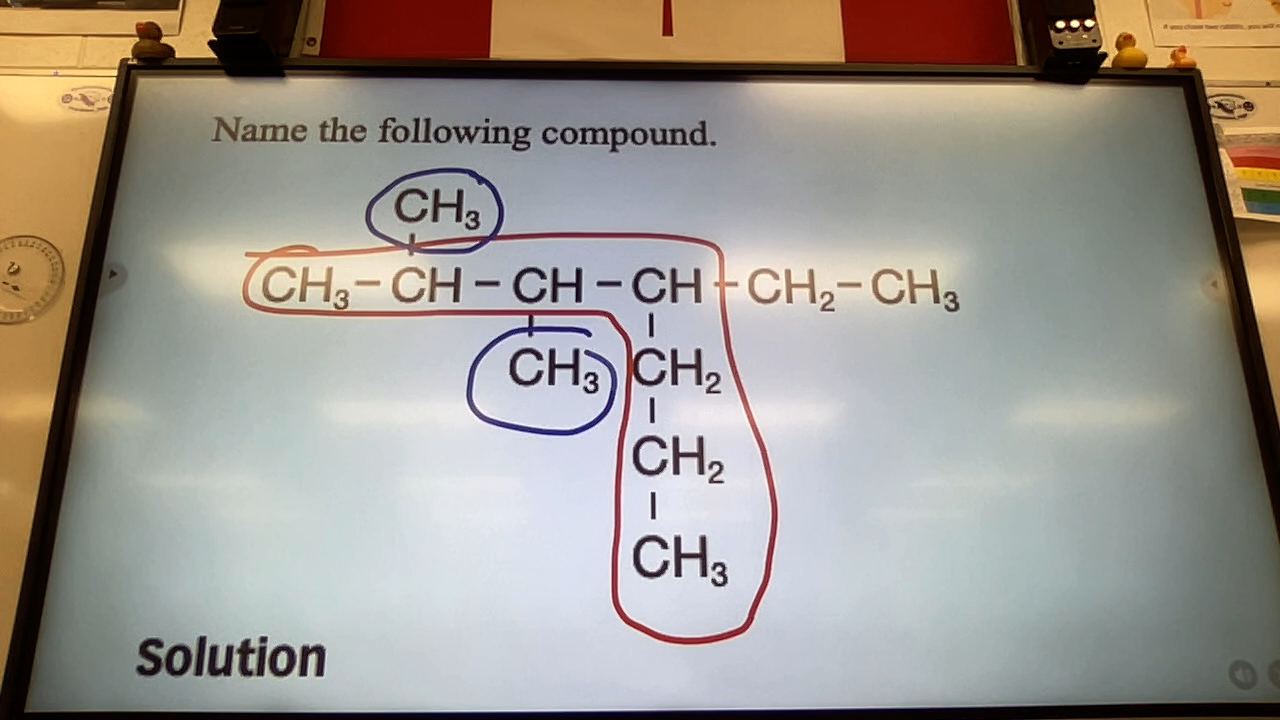 Name the following compound.
CH₃
CH₃–CH–CH–CH–CH₂–CH₃
CH₃ CH₂
CH₂
CH₃
Solution